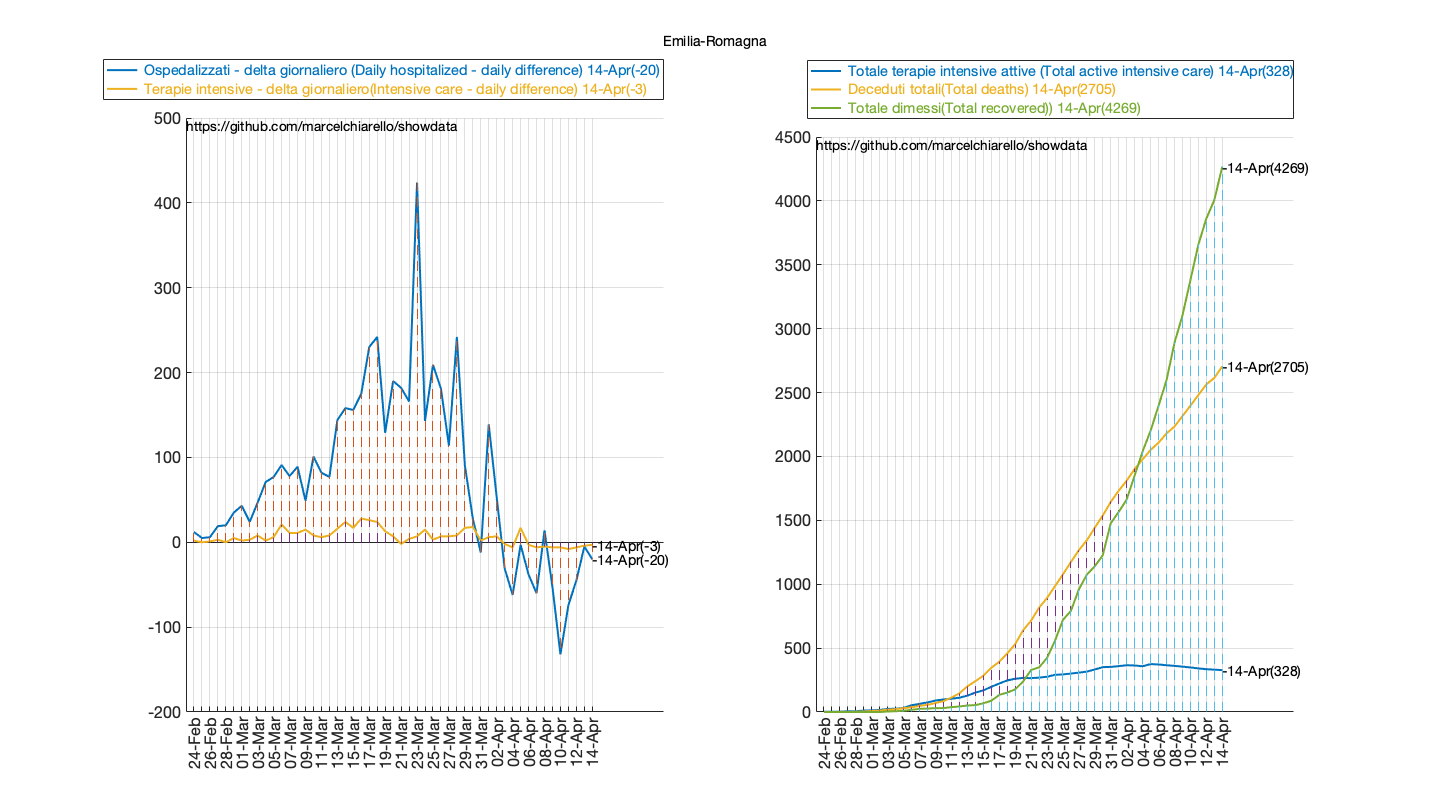 Emilia-Romagna
Ospedalizzati - delta giornaliero (Daily hospitalized - daily difference) 14-Apr(-20)
Terapie intensive - delta giornaliero(Intensive care - daily difference) 14-Apr(-3)
https://github.com/marcelchiarello/showdata
500
400
300
200
100
0
-100
-200
-14-Apr(-3)
-14-Apr(-20)
24-Feb
26-Feb
28-Feb
01-Mar
03-Mar
05-Mar
07-Mar
09-Mar
11-Mar
13-Mar
15-Mar
17-Mar
19-Mar
21-Mar
23-Mar
25-Mar
27-Mar
29-Mar
31-Mar
02-Apr
04-Apr
06-Apr
08-Apr
10-Apr
12-Apr
14-Apr
Totale terapie intensive attive (Total active intensive care) 14-Apr(328)
Deceduti totali(Total deaths) 14-Apr(2705)
Totale dimessi(Total recovered)) 14-Apr(4269)
https://github.com/marcelchiarello/showdata
4500
4000
3500
3000
2500
2000
1500
1000
500
0
-14-Apr(4269)
-14-Apr(2705)
-14-Apr(328)
24-Feb
26-Feb
28-Feb
01-Mar
03-Mar
05-Mar
07-Mar
09-Mar
11-Mar
13-Mar
15-Mar
17-Mar
19-Mar
21-Mar
23-Mar
25-Mar
27-Mar
29-Mar
31-Mar
02-Apr
04-Apr
06-Apr
08-Apr
10-Apr
12-Apr
14-Apr